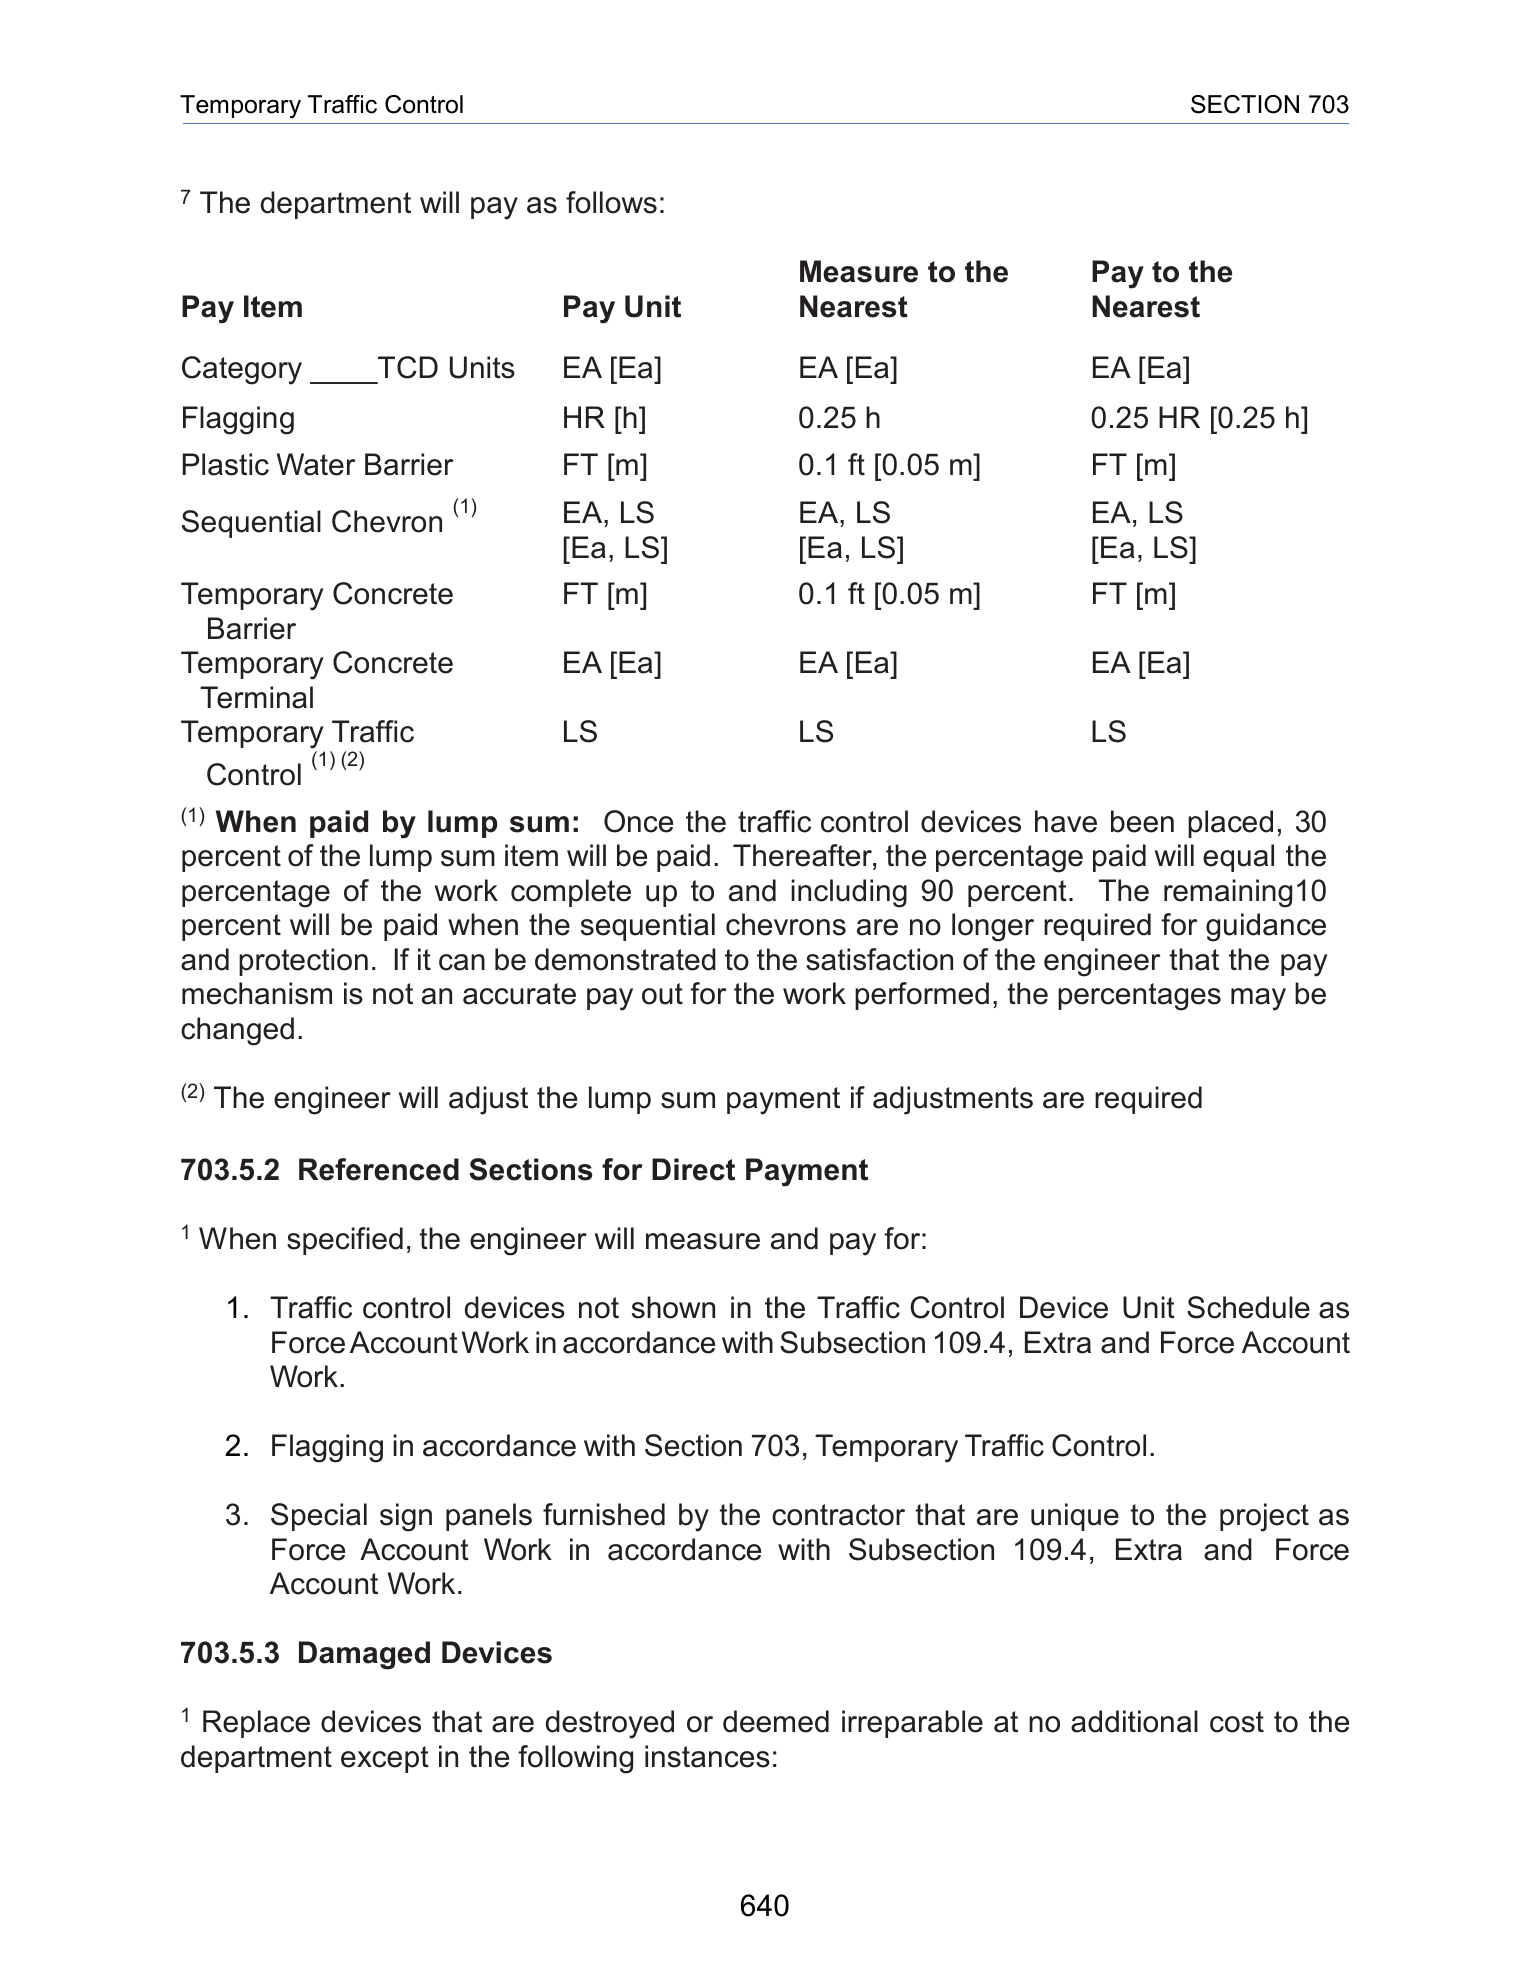 Temporary Traffic Control SECTION 703
7 The department will pay as follows:
Measure to the Pay to the
Pay Item Pay Unit Nearest Nearest
Category ____TCD Units EA [Ea] EA [Ea] EA [Ea]
Flagging HR [h] 0.25 h 0.25 HR [0.25 h]
Plastic Water Barrier FT [m] 0.1 ft [0.05 m] FT [m]
Sequential Chevron (1) EA, LS EA, LS EA, LS
[Ea, LS] [Ea, LS] [Ea, LS]
Temporary Concrete FT [m] 0.1 ft [0.05 m] FT [m]
Barrier
Temporary Concrete EA [Ea] EA [Ea] EA [Ea]
Terminal
Temporary Traffic LS LS LS
Control (1) (2)
(1) When paid by lump sum: Once the traffic control devices have been placed, 30
percent of the lump sum item will be paid. Thereafter, the percentage paid will equal the
percentage of the work complete up to and including 90 percent. The remaining10
percent will be paid when the sequential chevrons are no longer required for guidance
and protection. If it can be demonstrated to the satisfaction of the engineer that the pay
mechanism is not an accurate pay out for the work performed, the percentages may be
changed.
(2) The engineer will adjust the lump sum payment if adjustments are required
703.5.2 Referenced Sections for Direct Payment
1 When specified, the engineer will measure and pay for:
1. Traffic control devices not shown in the Traffic Control Device Unit Schedule as
Force Account Work in accordance with Subsection 109.4, Extra and Force Account
Work.
2. Flagging in accordance with Section 703, Temporary Traffic Control.
3. Special sign panels furnished by the contractor that are unique to the project as
Force Account Work in accordance with Subsection 109.4, Extra and Force
Account Work.
703.5.3 Damaged Devices
1 Replace devices that are destroyed or deemed irreparable at no additional cost to the
department except in the following instances:
640